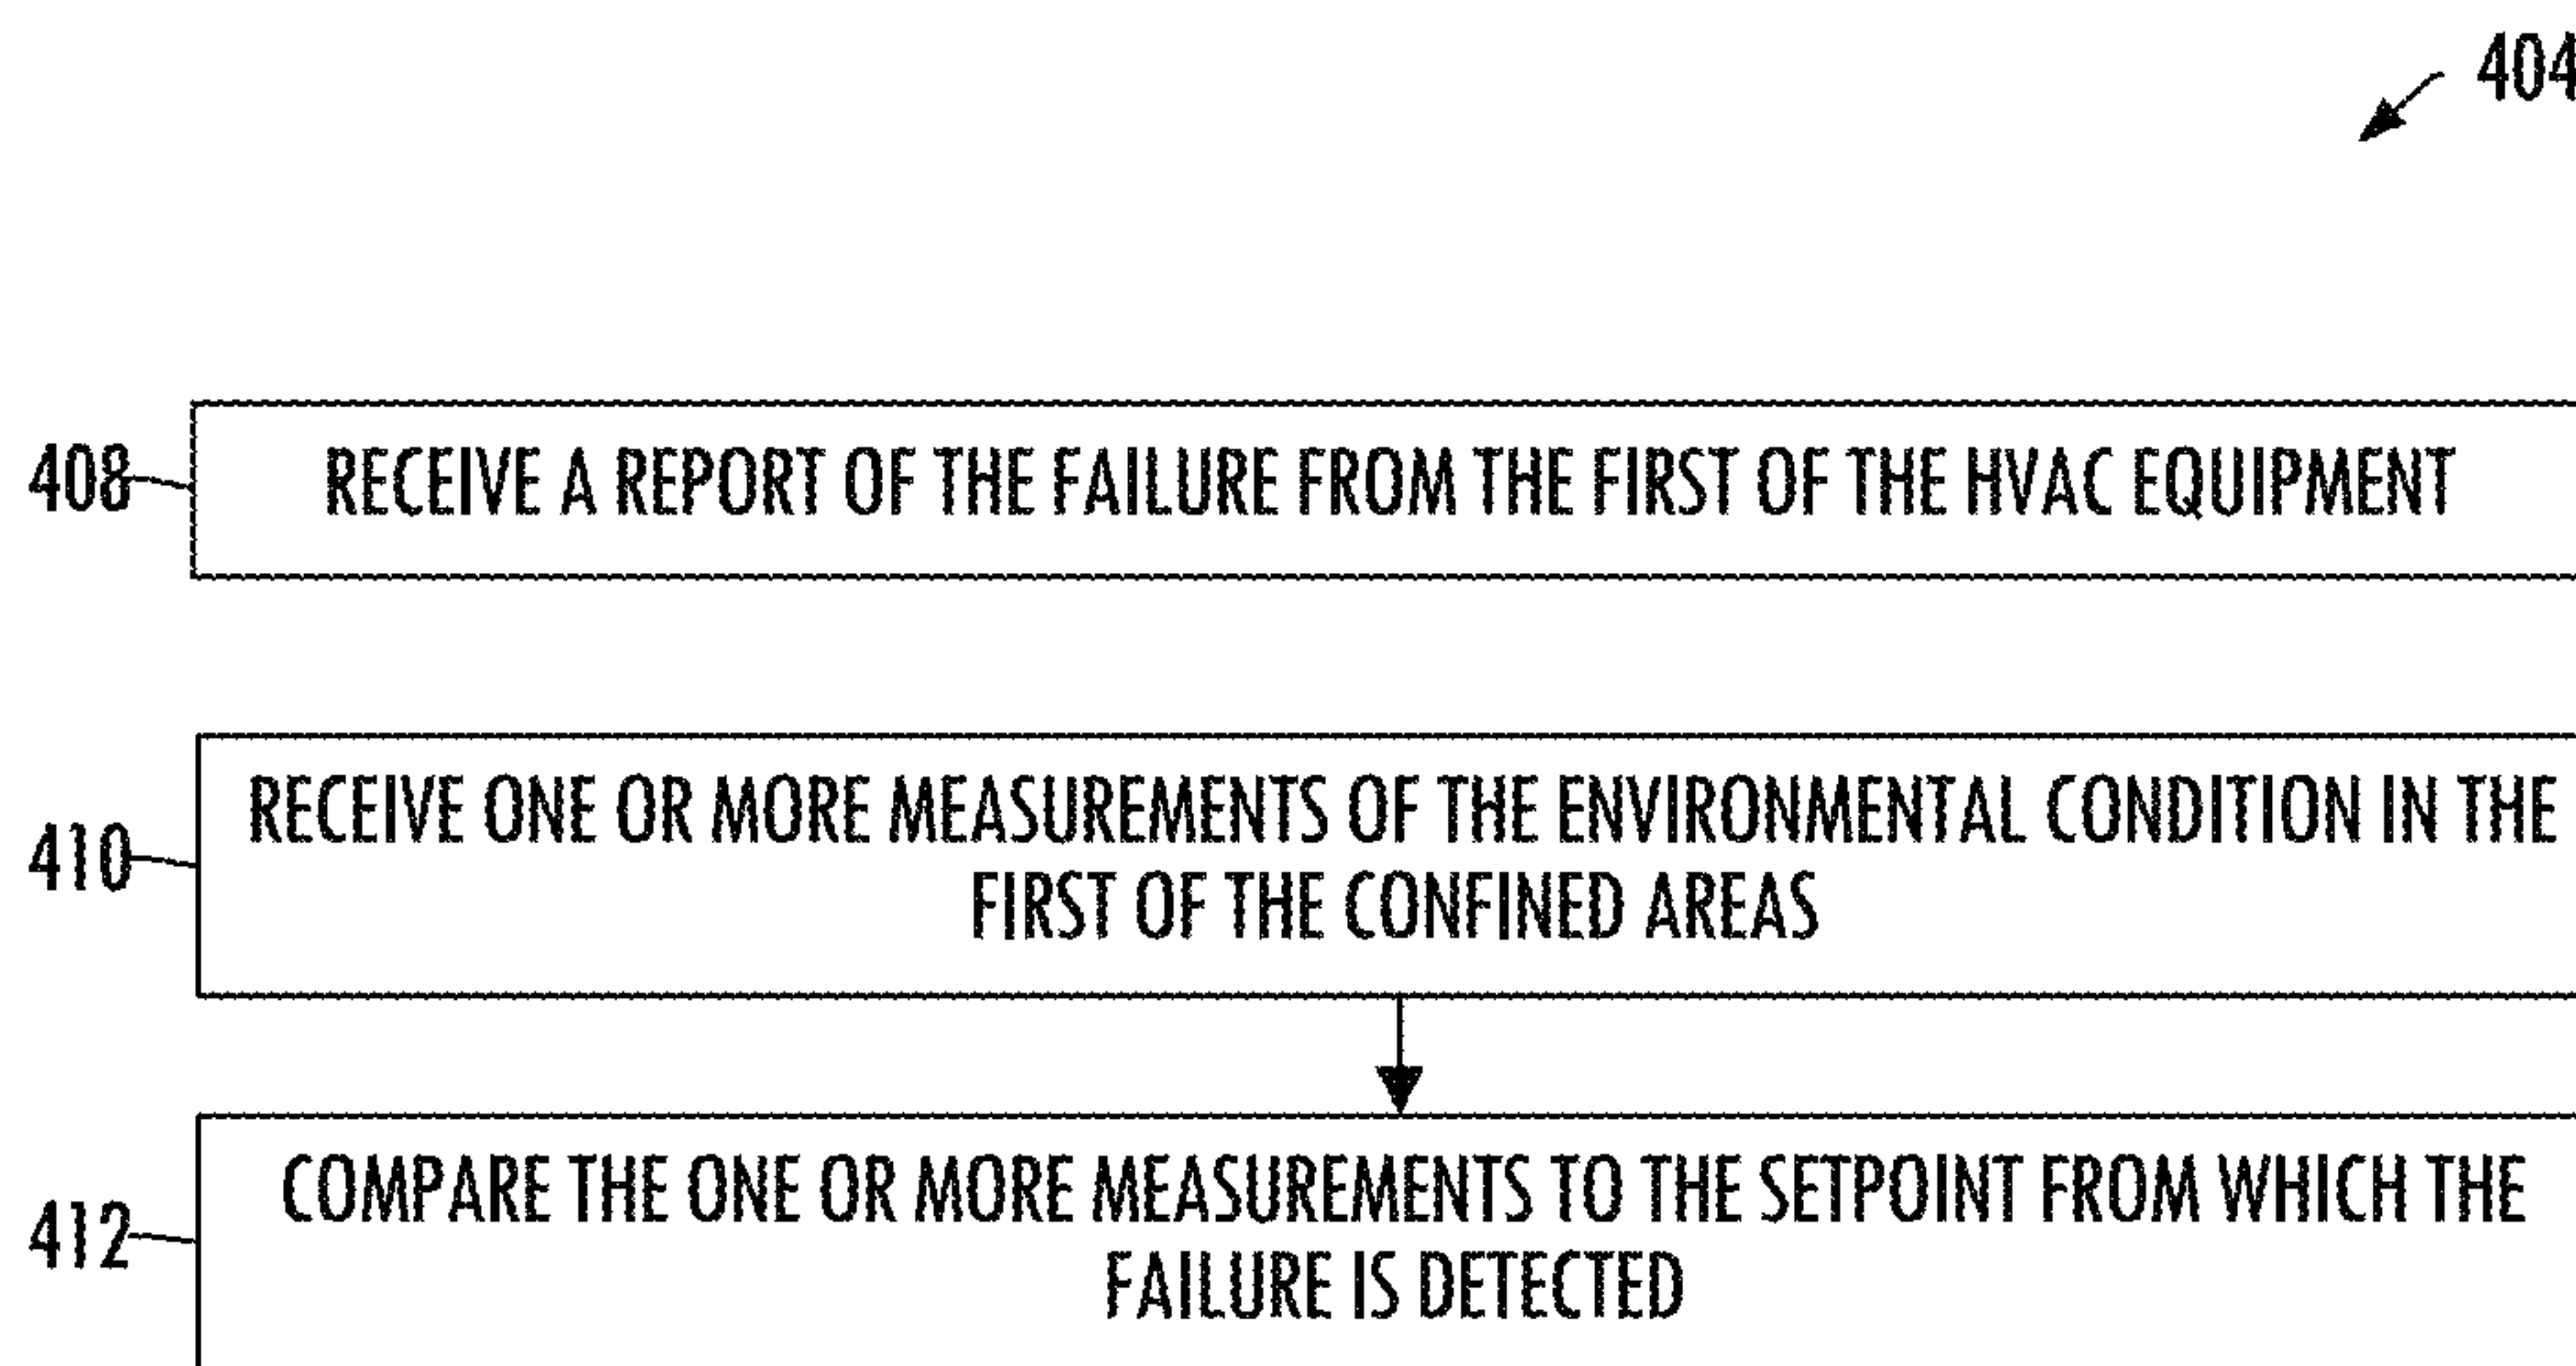 404
408
RECEIVE A REPORT OF THE FAILURE FROM THE FIRST OF THE HVAC EQUIPMENT
410
RECEIVE ONE OR MORE MEASUREMENTS OF THE ENVIRONMENTAL CONDITION IN THE
FIRST OF THE CONFINED AREAS
412
COMPARE THE ONE OR MORE MEASUREMENTS TO THE SETPOINT FROM WHICH THE
FAILURE IS DETECTED